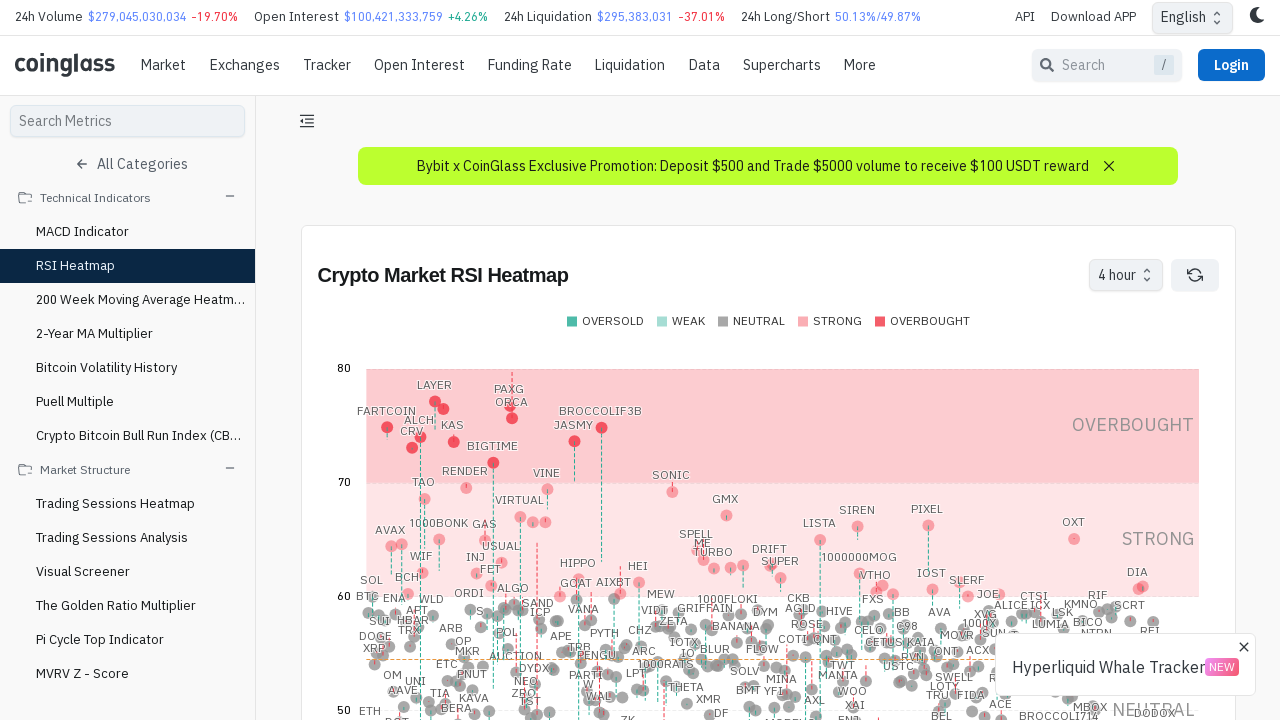 24h Volume $279,045,030,034 -19.70% Open Interest $100,421,333,759 +4.26% 24h Liquidation $295,383,031 -37.01% 24h Long/Short 50.13%/49.87% API Download APP English
coinglass Market Exchanges Tracker Open Interest Funding Rate Liquidation Data Supercharts More Search / Login
Search Metrics
All Categories
Technical Indicators
MACD Indicator
RSI Heatmap
200 Week Moving Average Heatm...
2-Year MA Multiplier
Bitcoin Volatility History
Puell Multiple
Crypto Bitcoin Bull Run Index (CB...
Market Structure
Trading Sessions Heatmap
Trading Sessions Analysis
Visual Screener
The Golden Ratio Multiplier
Pi Cycle Top Indicator
MVRV Z - Score
Bybit x CoinGlass Exclusive Promotion: Deposit $500 and Trade $5000 volume to receive $100 USDT reward
Crypto Market RSI Heatmap 4 hour
OVERSOLD WEAK NEUTRAL STRONG OVERBOUGHT
80
LAYER PAXG
ORCA
FARTCOIN BROCCOLIF3B
ALCH KAS JASMY OVERBOUGHT
CRV
BIGTIME
RENDER VINE SONIC
70 TAO
VIRTUAL GMX
SIREN PIXEL
1000BONK GAS LISTA OXT
AVAX SPELL STRONG
ME
USUAL TURBO DRIFT
WIF INJ HIPPO SUPER 1000000MOG
FET HEI
SOL BCH GOAT AIXBT VTHO IOST SLERF DIA
ALGO
60 BTC ENA WLD ORDI SAND MEW 1000FLOKI CKB FXS JOE CTSI RIF
APT ICP VANA VIDT GRIFFAIN DYM AGLD HIVE BB AVA ALICE ICX KMNO SCRT
SUI HBAR ZETA BANANA ROSE C98 XVG LSK
TRX ARB POL PYTH CHZ CELO 1000X LUMIA BICO
DOGE OP APE IOTX FLOW COTI QNT CETUS KAIA MOVR SUN
XRP MKR AUCTION TRB PENGU ARC IO BLUR RVN ONT ACX
ETC DYDX 1000RATS SOLV TWT USTC
OM PNUT PARTI LPT MINA MANTA SWELL
UNI NEO W THETA BMT YFI WOO LQTY
AAVE TIA KAVA ZRO WAL XMR AXL TRU FIDA
BERA TST XAI ACE MBOX
50 ETH ZK DF BEL BROCCOLI714 DODOX NEUTRAL
Hyperliquid Whale Tracker NEW